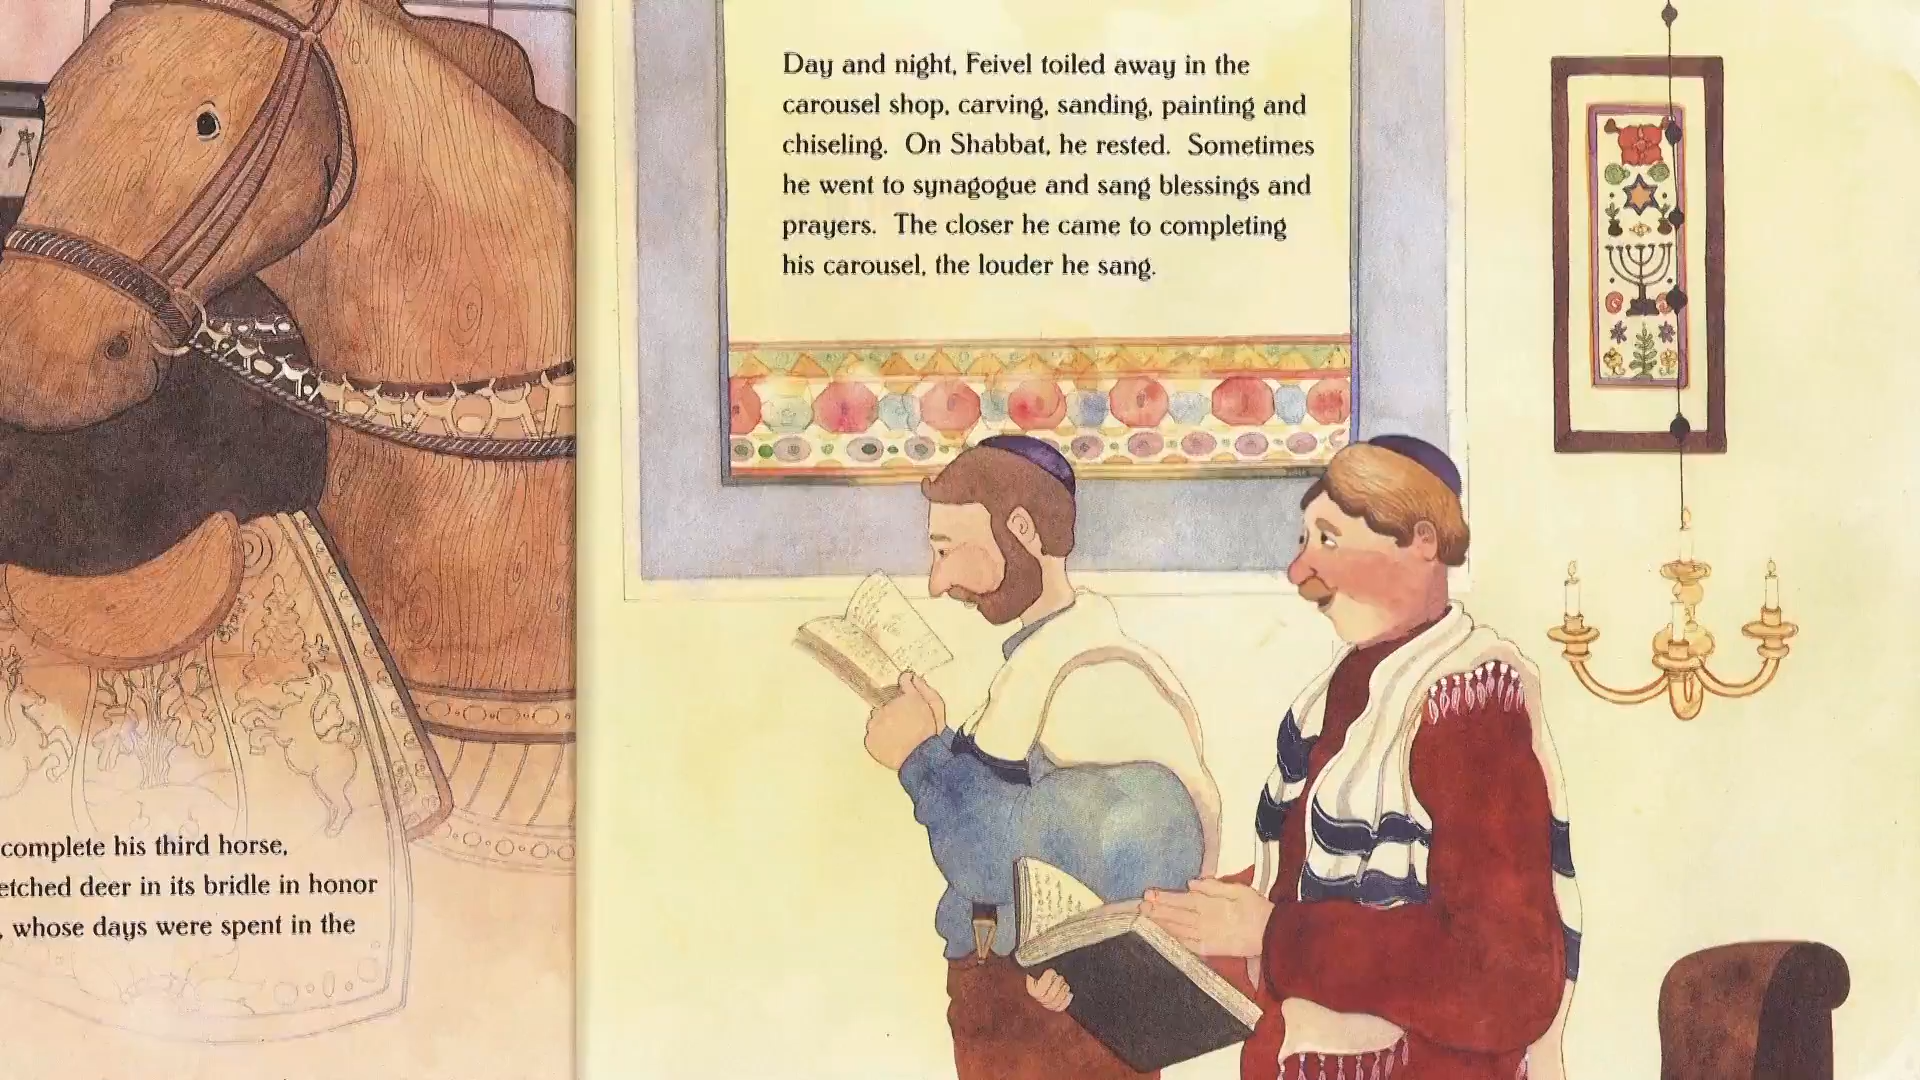 complete his third horse,
etched deer in its bridle in honor
, whose days were spent in the
Day and night, Feivel toiled away in the
carousel shop, carving, sanding, painting and
chiseling. On Shabbat, he rested. Sometimes
he went to synagogue and sang blessings and
prayers. The closer he came to completing
his carousel, the louder he sang.